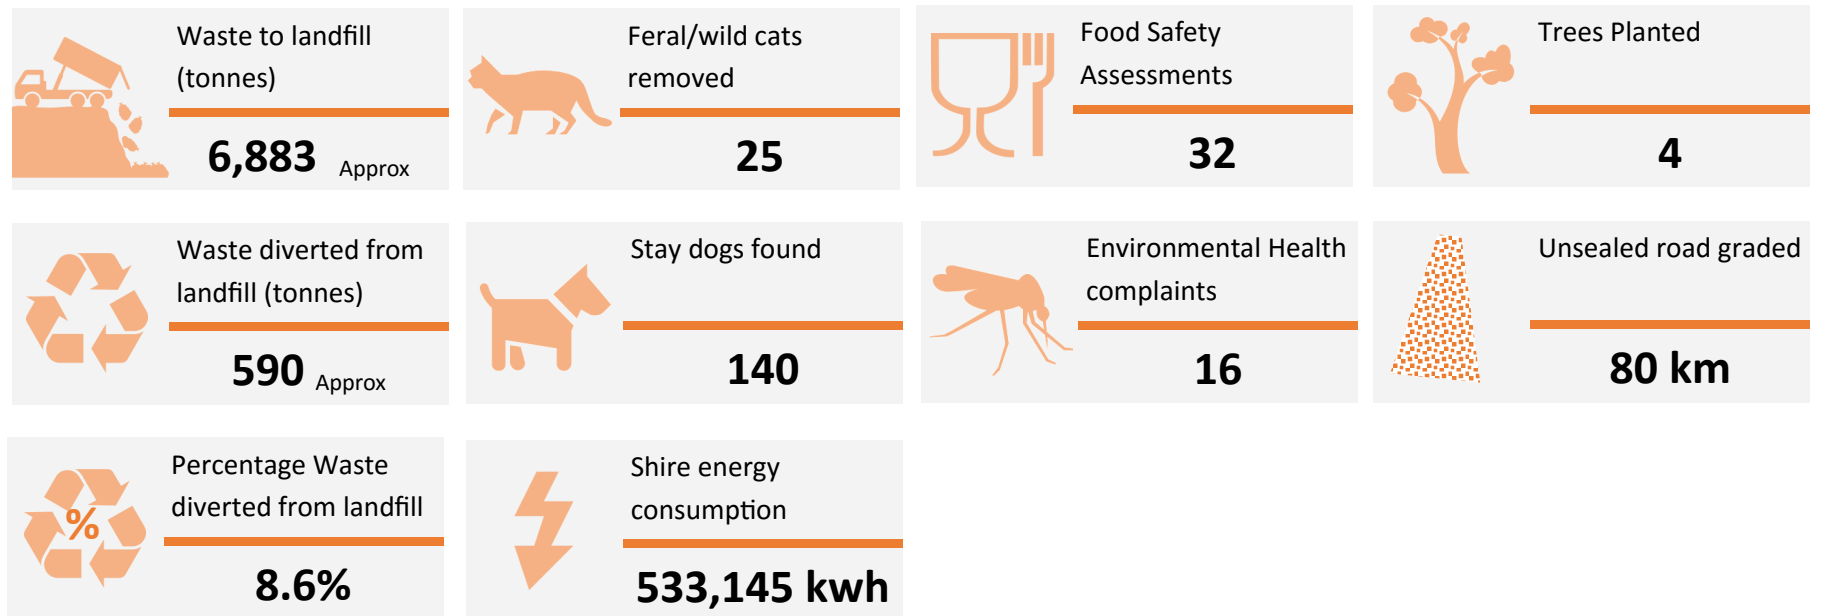 Waste to landfill
(tonnes)
6,883 Approx
Feral/wild cats
removed
25
Food Safety
Assessments
32
Trees Planted
4
Waste diverted from
landfill (tonnes)
590 Approx
Stay dogs found
140
Environmental Health
complaints
16
Unsealed road graded
80 km
%
Percentage Waste
diverted from landfill
8.6%
Shire energy
consumption
533,145 kwh